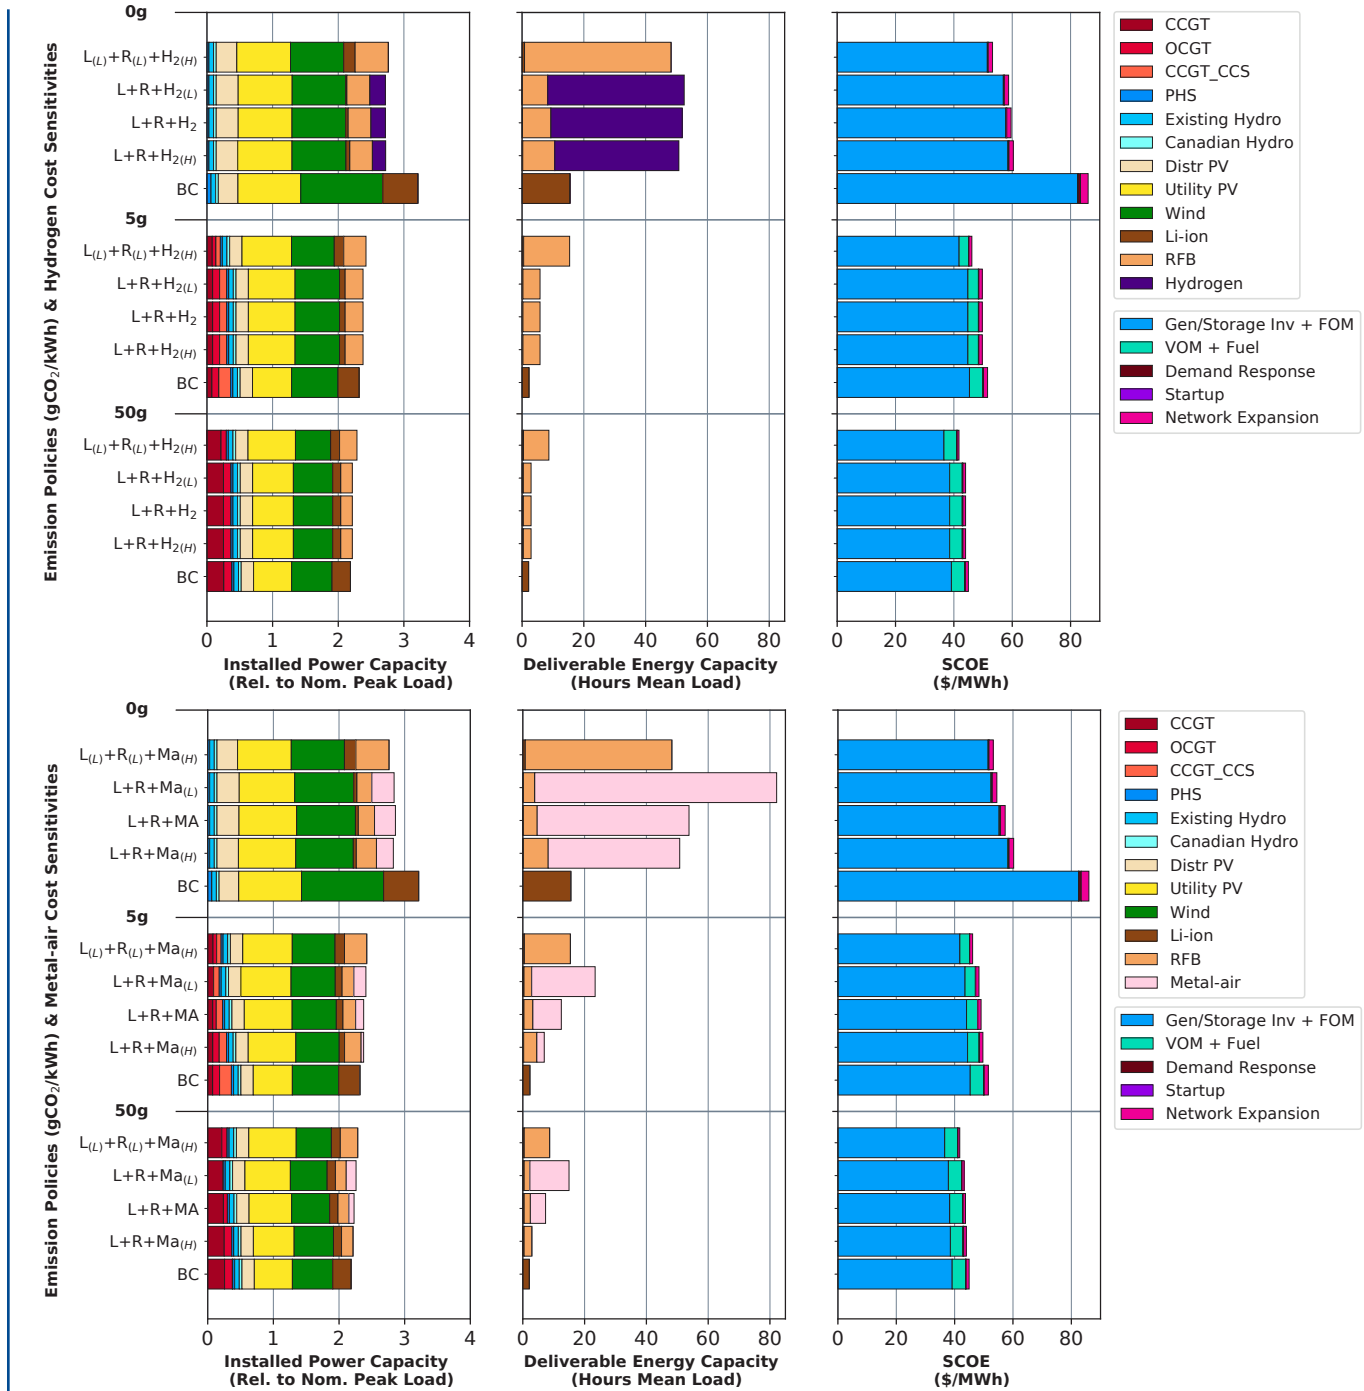 Emission Policies (gCO₂/kWh) & Hydrogen Cost Sensitivities
0g
L(L)+R(L)+H2(H)
L+R+H2(L)
L+R+H2
L+R+H2(H)
BC
5g
L(L)+R(L)+H2(H)
L+R+H2(L)
L+R+H2
L+R+H2(H)
BC
50g
L(L)+R(L)+H2(H)
L+R+H2(L)
L+R+H2
L+R+H2(H)
BC
0 1 2 3 4
Installed Power Capacity
(Rel. to Nom. Peak Load)
0 20 40 60 80
Deliverable Energy Capacity
(Hours Mean Load)
0 20 40 60 80
SCOE
($/MWh)
CCGT
OCGT
CCGT_CCS
PHS
Existing Hydro
Canadian Hydro
Distr PV
Utility PV
Wind
Li-ion
RFB
Hydrogen
Gen/Storage Inv + FOM
VOM + Fuel
Demand Response
Startup
Network Expansion
Emission Policies (gCO₂/kWh) & Metal-air Cost Sensitivities
0g
L(L)+R(L)+Ma(H)
L+R+Ma(L)
L+R+MA
L+R+Ma(H)
BC
5g
L(L)+R(L)+Ma(H)
L+R+Ma(L)
L+R+MA
L+R+Ma(H)
BC
50g
L(L)+R(L)+Ma(H)
L+R+Ma(L)
L+R+MA
L+R+Ma(H)
BC
0 1 2 3 4
Installed Power Capacity
(Rel. to Nom. Peak Load)
0 20 40 60 80
Deliverable Energy Capacity
(Hours Mean Load)
0 20 40 60 80
SCOE
($/MWh)
CCGT
OCGT
CCGT_CCS
PHS
Existing Hydro
Canadian Hydro
Distr PV
Utility PV
Wind
Li-ion
RFB
Metal-air
Gen/Storage Inv + FOM
VOM + Fuel
Demand Response
Startup
Network Expansion